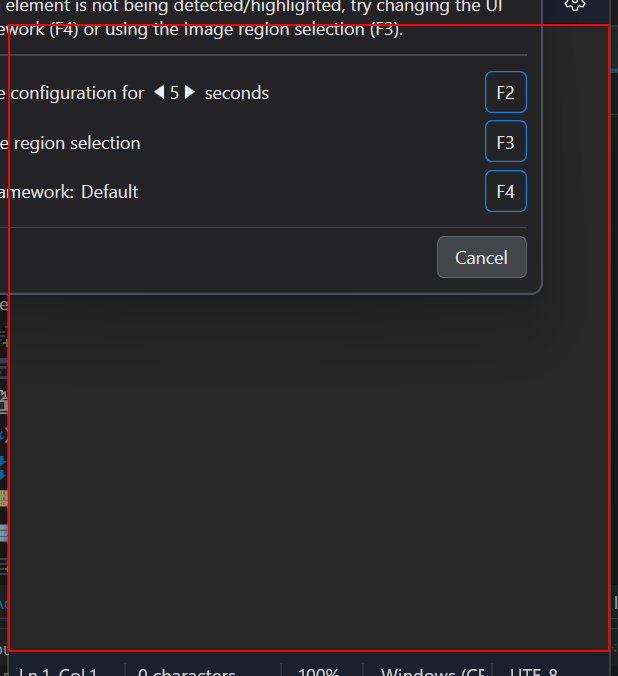 element is not being detected/highlighted, try changing the UI
ework (F4) or using the image region selection (F3).
e configuration for ◀ 5 ▶ seconds F2
e region selection F3
amework: Default F4
Cancel
Ln 1, Col 1 0 characters 100% Windows (CF UTF-8